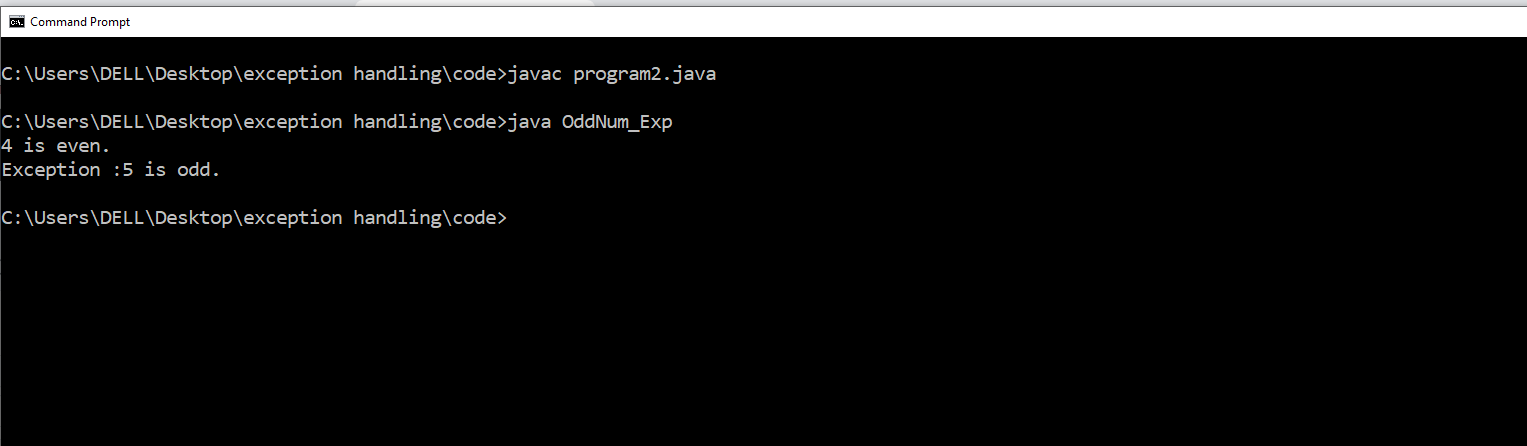 Command Prompt
C:\Users\DELL\Desktop\exception handling\code>javac program2.java
C:\Users\DELL\Desktop\exception handling\code>java OddNum_Exp
4 is even.
Exception :5 is odd.
C:\Users\DELL\Desktop\exception handling\code>